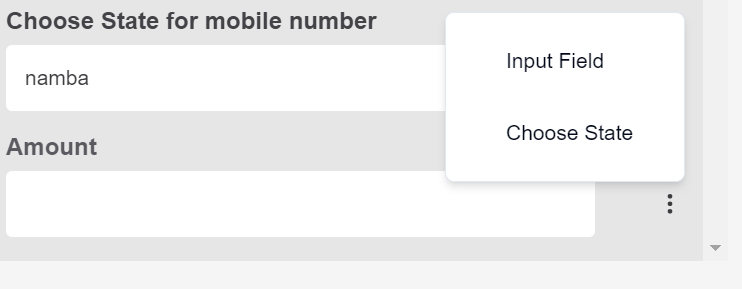 Choose State for mobile number
namba
Amount
Input Field
Choose State